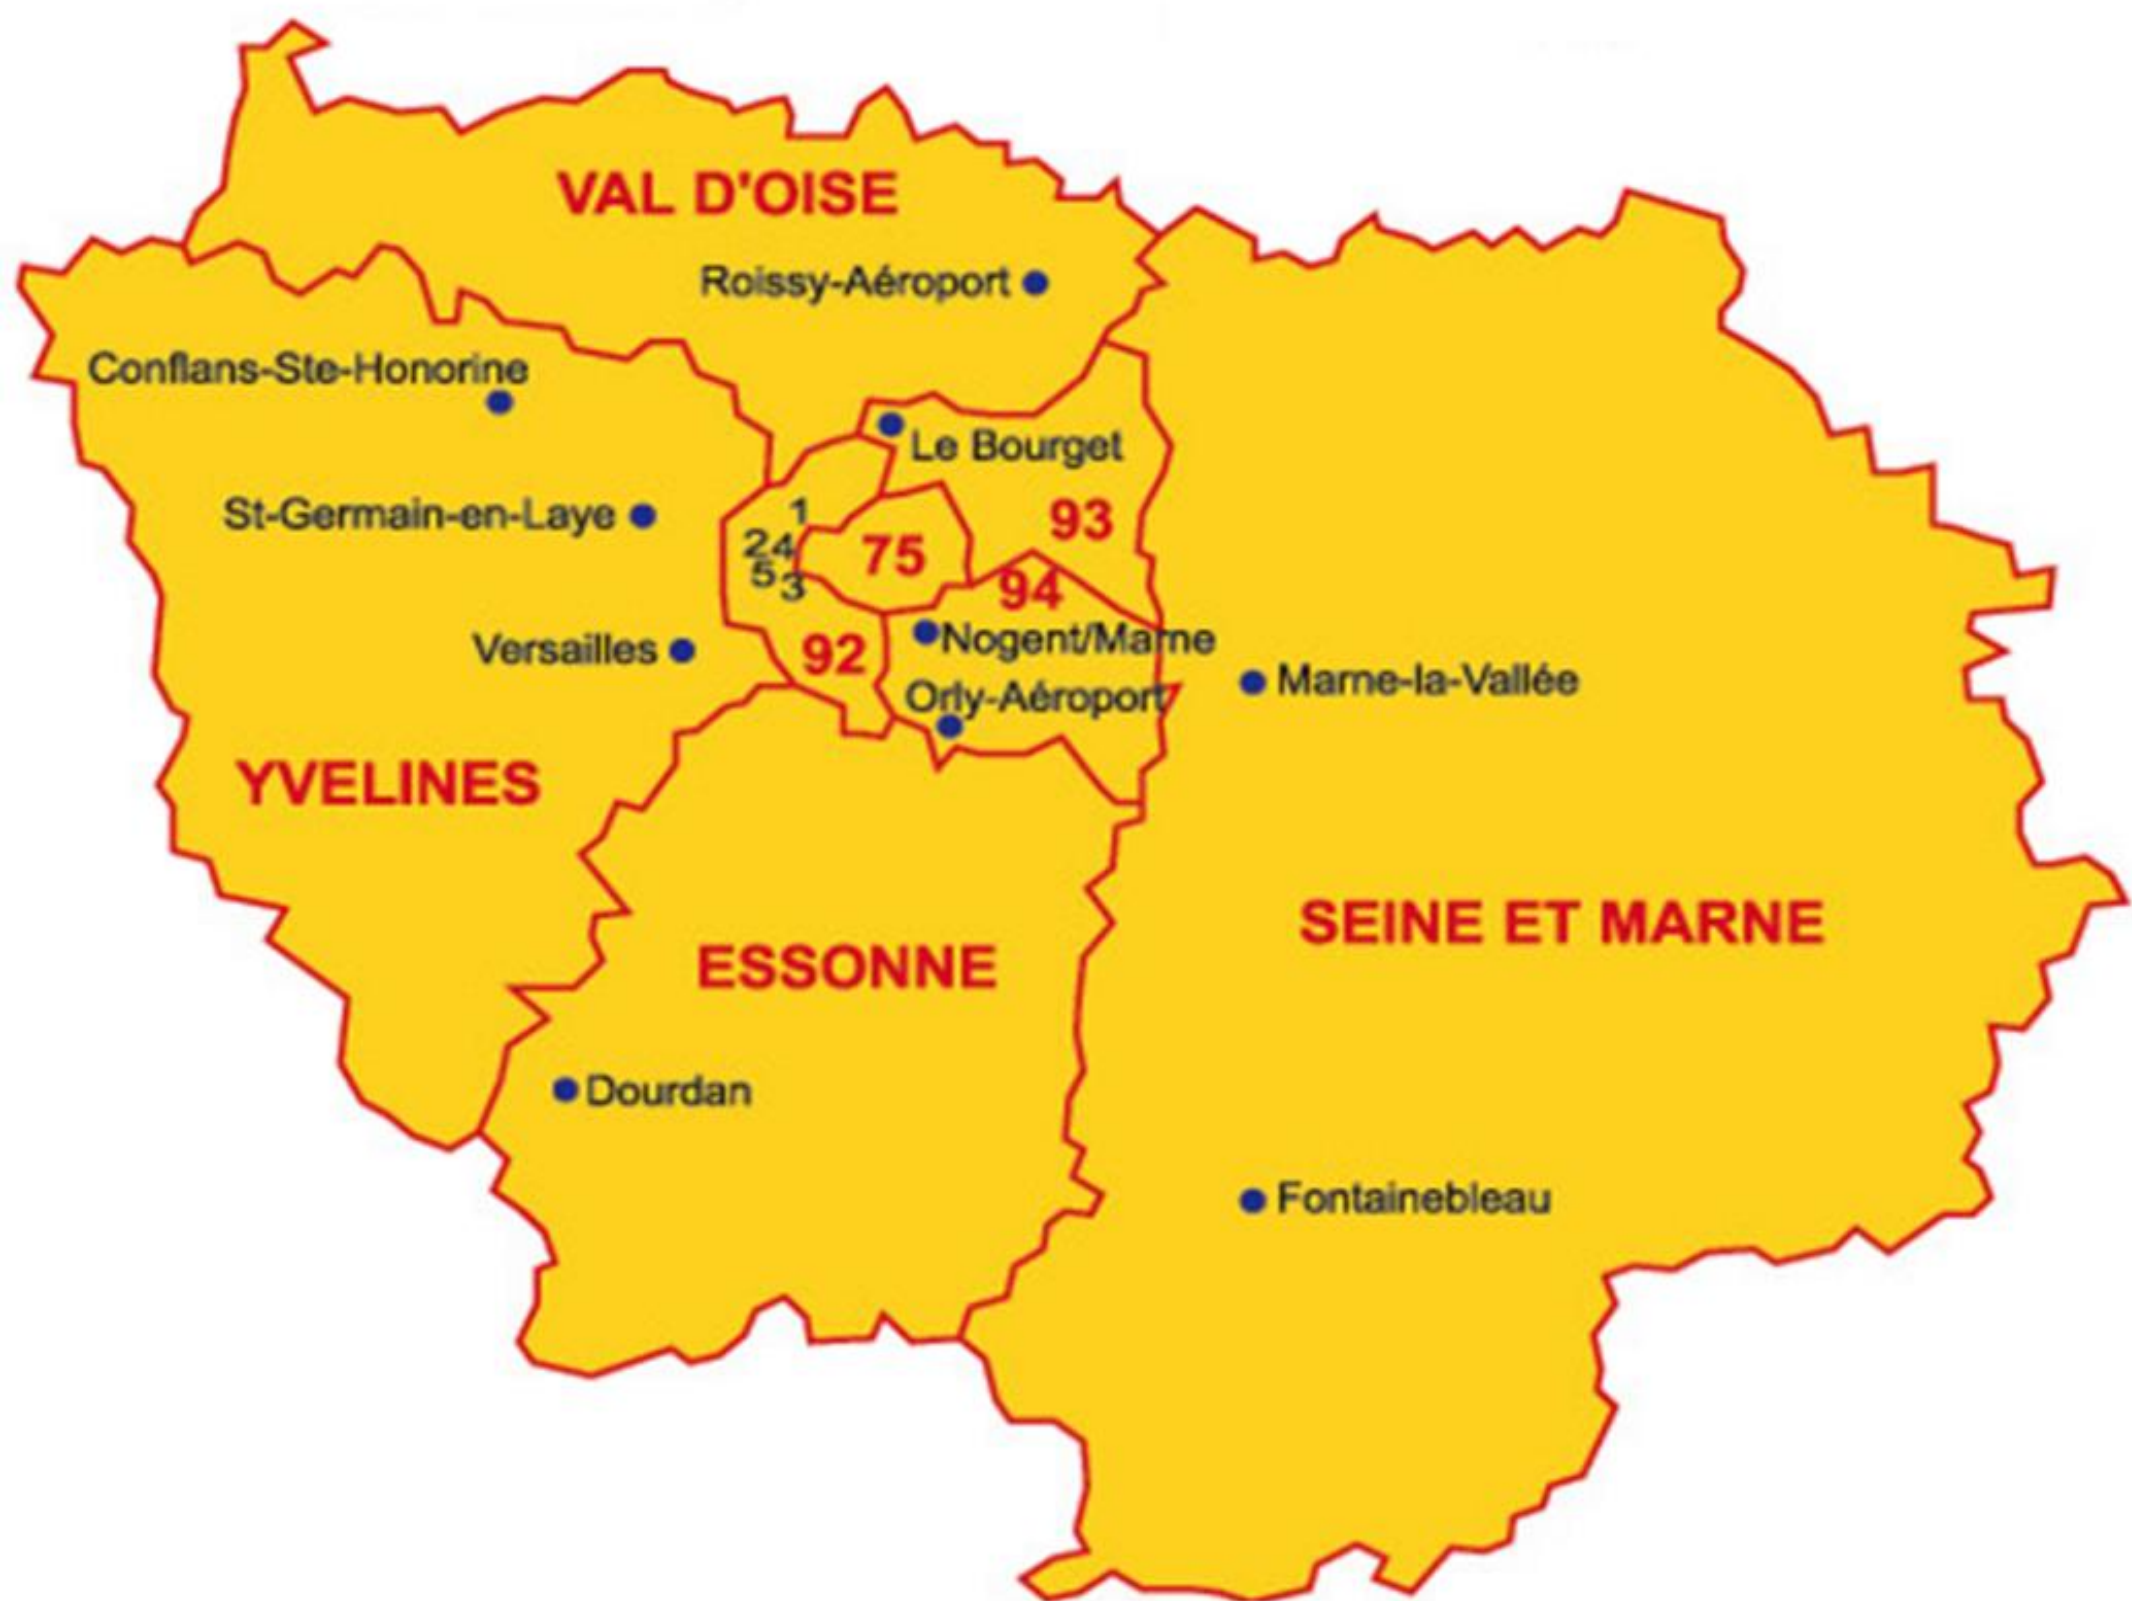 VAL D'OISE
Roissy-Aéroport
Conflans-Ste-Honorine
Le Bourget
St-Germain-en-Laye
1
93
24
75
5
3
94
Nogent/Marne
Versailles
92
Marne-la-Vallée
Orly-Aéroport
YVELINES
SEINE ET MARNE
ESSONNE
Dourdan
Fontainebleau